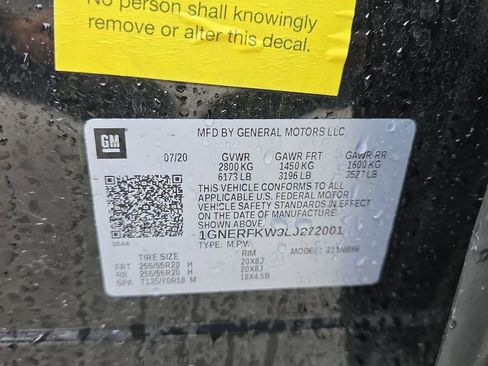 No person shall knowingly
remove or alter this decal.
MFD BY GENERAL MOTORS LLC
GM
07/20 GVWR GAWR FRT GAWR RR
2800 KG 1450 KG 1600 KG
6173 LB 3196 LB 3527 LB
THIS VEHICLE CONFORMS TO ALL
APPLICABLE U.S. FEDERAL MOTOR
VEHICLE SAFETY STANDARDS IN EFFECT
ON THE DATE OF MANUFACTURE SHOWN ABOVE.
1GNERFKW9LJ272001
TYPE: M.P.V. MODEL: 311NB56
TIRE SIZE RIM
FRT 255/55R20 H 20X8J
RR 255/55R20 H 20X8J
SPA T135/70R18 M 18X4.5B